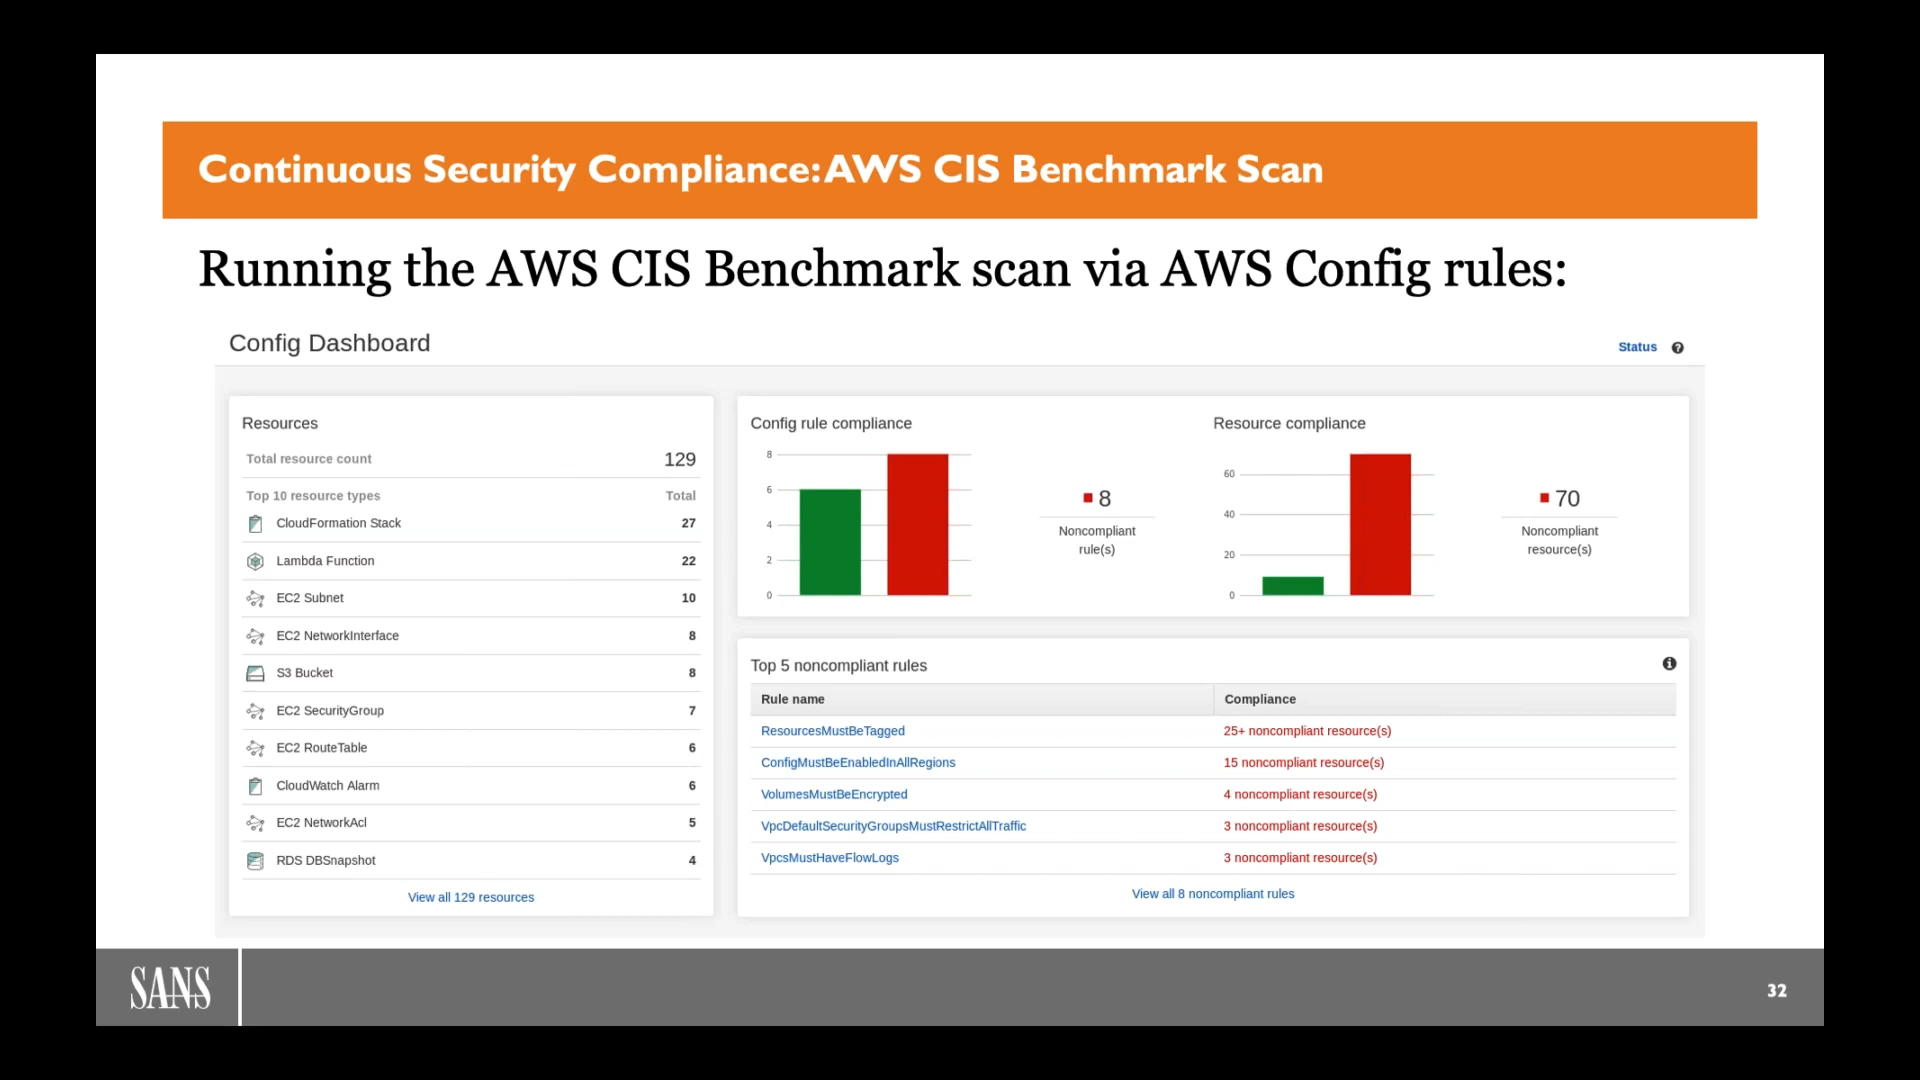 Continuous Security Compliance: AWS CIS Benchmark Scan
Running the AWS CIS Benchmark scan via AWS Config rules:
Config Dashboard
Status
Resources
Total resource count 129
Top 10 resource types Total
CloudFormation Stack 27
Lambda Function 22
EC2 Subnet 10
EC2 NetworkInterface 8
S3 Bucket 8
EC2 SecurityGroup 7
EC2 RouteTable 6
CloudWatch Alarm 6
EC2 NetworkAcl 5
RDS DBSnapshot 4
View all 129 resources
Config rule compliance
8
6
4
2
0
8
Noncompliant
rule(s)
Resource compliance
60
40
20
0
70
Noncompliant
resource(s)
Top 5 noncompliant rules
Rule name Compliance
ResourcesMustBeTagged 25+ noncompliant resource(s)
ConfigMustBeEnabledInAllRegions 15 noncompliant resource(s)
VolumesMustBeEncrypted 4 noncompliant resource(s)
VpcDefaultSecurityGroupsMustRestrictAllTraffic 3 noncompliant resource(s)
VpcsMustHaveFlowLogs 3 noncompliant resource(s)
View all 8 noncompliant rules
SANS
32